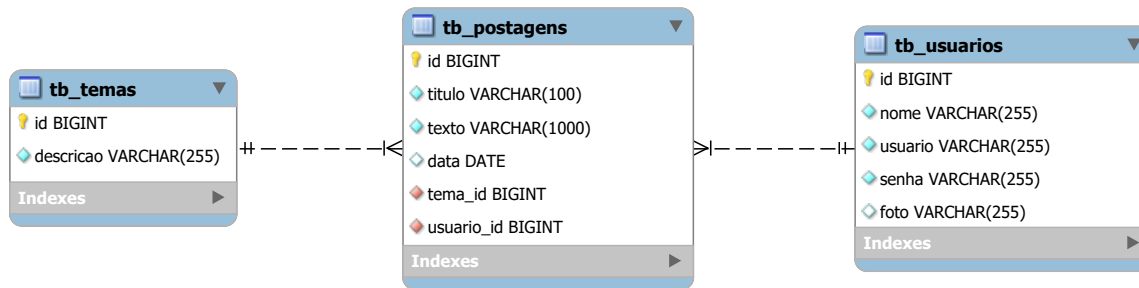 tb_temas
id BIGINT
descricao VARCHAR(255)
Indexes
tb_postagens
id BIGINT
titulo VARCHAR(100)
texto VARCHAR(1000)
data DATE
tema_id BIGINT
usuario_id BIGINT
Indexes
tb_usuarios
id BIGINT
nome VARCHAR(255)
usuario VARCHAR(255)
senha VARCHAR(255)
foto VARCHAR(255)
Indexes